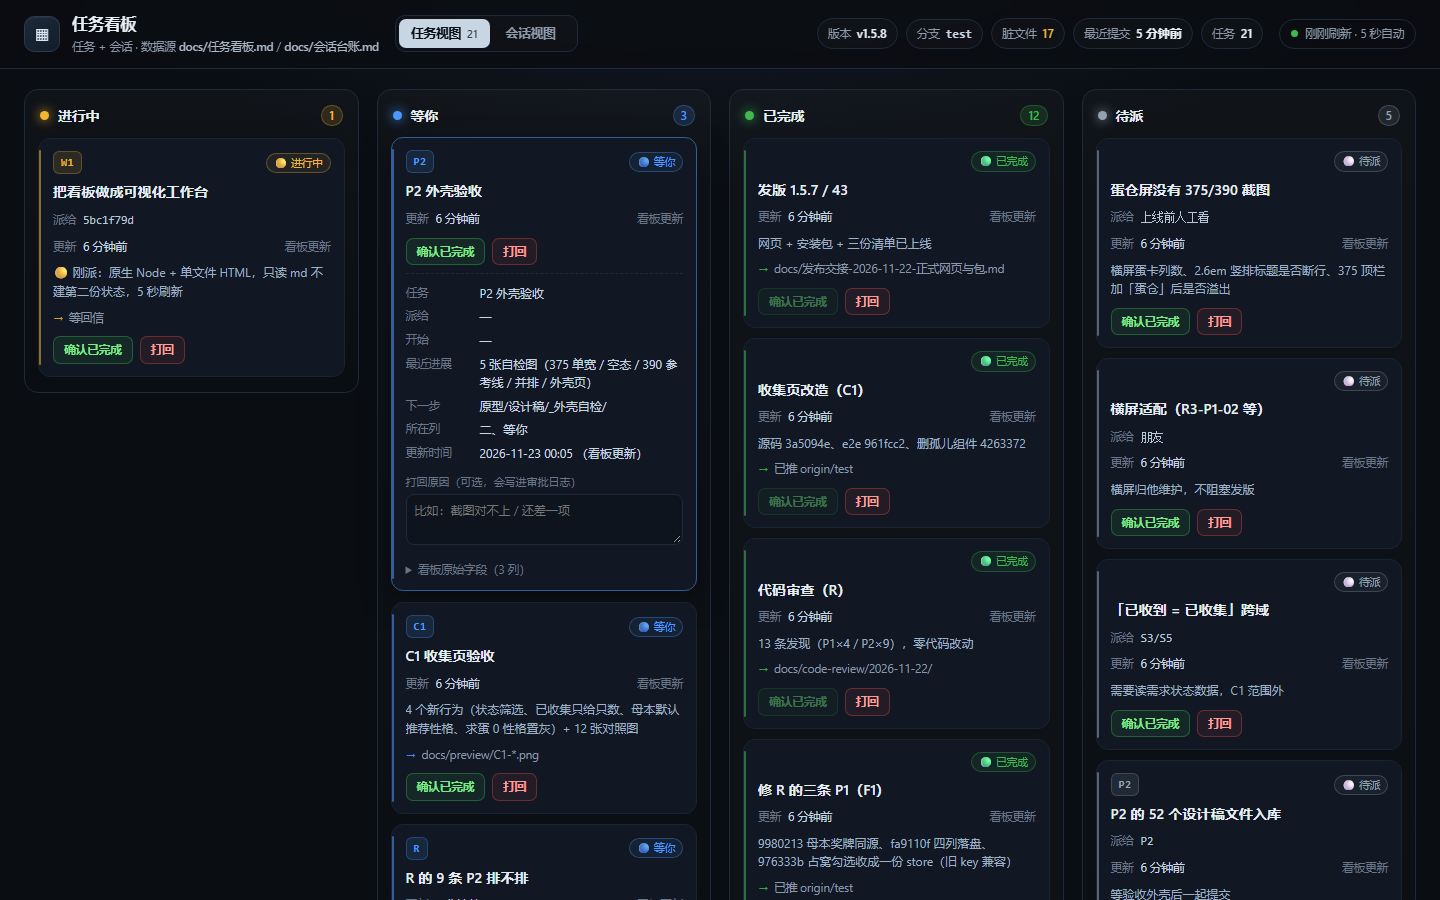 任务看板
任务 + 会话 · 数据源 docs/任务看板.md / docs/会话台账.md
任务视图 21
会话视图
版本 v1.5.8
分支 test
脏文件 17
最近提交 5 分钟前
任务 21
刚刚刷新 · 5 秒自动
进行中
1
W1
进行中
把看板做成可视化工作台
派给 5bc1f79d
更新 6 分钟前
看板更新
刚派：原生 Node + 单文件 HTML，只读 md 不
建第二份状态，5 秒刷新
→ 等回信
确认已完成
打回
等你
3
P2
等你
P2 外壳验收
更新 6 分钟前
看板更新
确认已完成
打回
任务 P2 外壳验收
派给 —
开始 —
最近进展 5 张自检图（375 单宽 / 空态 / 390 参
考线 / 并排 / 外壳页）
下一步 原型/设计稿/_外壳自检/
所在列 二、等你
更新时间 2026-11-23 00:05 （看板更新）
打回原因（可选，会写进审批日志）
比如：截图对不上 / 还差一项
▶ 看板原始字段（3 列）
C1
等你
C1 收集页验收
更新 6 分钟前
看板更新
4 个新行为（状态筛选、已收集只给只数、母本默认
推荐性格、求蛋 0 性格置灰）+ 12 张对照图
→ docs/preview/C1-*.png
确认已完成
打回
R
等你
R 的 9 条 P2 排不排
已完成
12
已完成
发版 1.5.7 / 43
更新 6 分钟前
看板更新
网页 + 安装包 + 三份清单已上线
→ docs/发布交接-2026-11-22-正式网页与包.md
确认已完成
打回
已完成
收集页改造（C1）
更新 6 分钟前
看板更新
源码 3a5094e、e2e 961fcc2、删孤儿组件 4263372
→ 已推 origin/test
确认已完成
打回
已完成
代码审查（R）
更新 6 分钟前
看板更新
13 条发现（P1×4 / P2×9），零代码改动
→ docs/code-review/2026-11-22/
确认已完成
打回
已完成
修 R 的三条 P1（F1）
更新 6 分钟前
看板更新
9980213 母本奖牌同源、fa9110f 四列落盘、
976333b 占窝勾选收成一份 store（旧 key 兼容）
→ 已推 origin/test
待派
5
待派
蛋仓屏没有 375/390 截图
派给 上线前人工看
更新 6 分钟前
看板更新
横屏蛋卡列数、2.6em 竖排标题是否断行、375 顶栏
加「蛋仓」后是否溢出
确认已完成
打回
待派
横屏适配（R3-P1-02 等）
派给 朋友
更新 6 分钟前
看板更新
横屏归他维护，不阻塞发版
确认已完成
打回
待派
「已收到 = 已收集」跨域
派给 S3/S5
更新 6 分钟前
看板更新
需要读需求状态数据，C1 范围外
确认已完成
打回
P2
待派
P2 的 52 个设计稿文件入库
派给 P2
更新 6 分钟前
看板更新
等验收外壳后一起提交